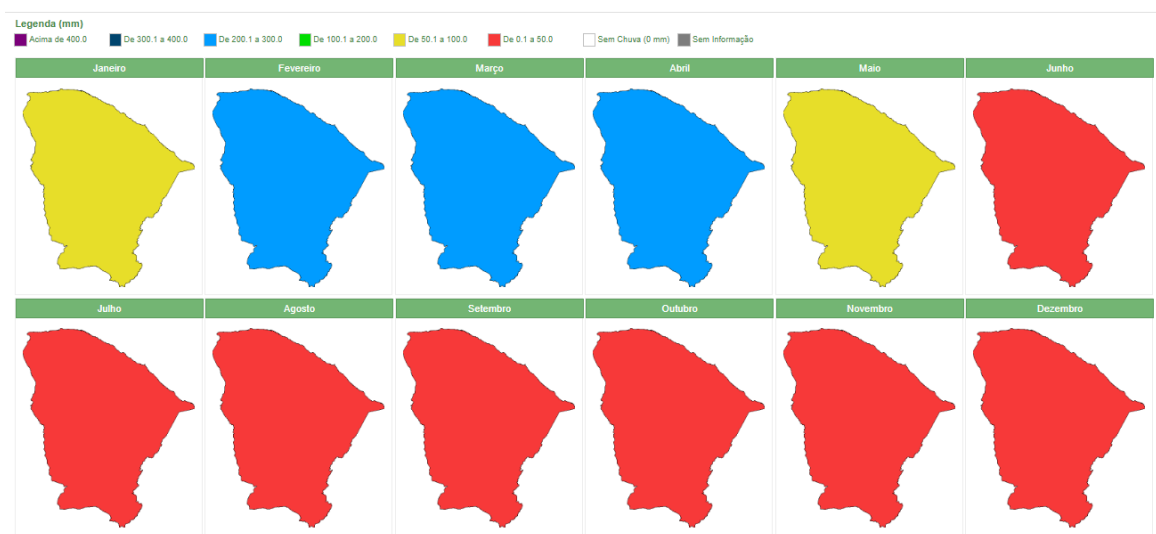 Legenda (mm)
Acima de 400.0 De 300.1 a 400.0 De 200.1 a 300.0 De 100.1 a 200.0 De 50.1 a 100.0 De 0.1 a 50.0 Sem Chuva (0 mm) Sem Informação
Janeiro Fevereiro Março Abril Maio Junho
Julho Agosto Setembro Outubro Novembro Dezembro